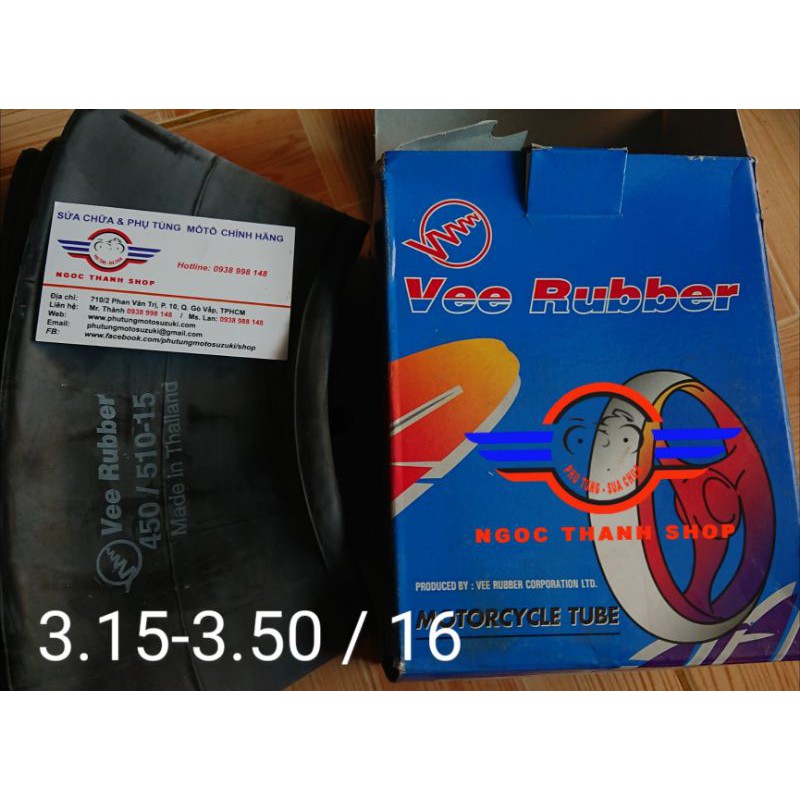 SỬA CHỮA & PHỤ TÙNG MÔTÔ CHÍNH HÃNG
Hotline: 0938 998 148
NGOC THANH SHOP
Địa chỉ: 710/2 Phan Văn Trị, P. 10, Q. Gò Vấp, TPHCM
Liên hệ: Mr. Thành 0938 998 148 / Ms. Lan: 0938 988 148
Web: www.phutungmotosuzuki.com
Email: phutungmotosuzuki@gmail.com
FB: www.facebook.com/phutungmotosuzuki/shop
Vee Rubber
450 / 510-15
Made In Thailand
Vee Rubber
PHỤ TÙNG - SỬA CHỮA
NGOC THANH SHOP
PRODUCED BY : VEE RUBBER CORPORATION LTD.
MOTORCYCLE TUBE
3.15-3.50 / 16